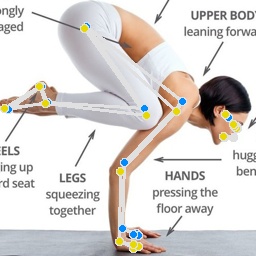 ongly
aged
UPPER BODY
leaning forwa
EELS
ing up
rd seat
LEGS
squeezing
together
HANDS
pressing the
floor away
hugg
ben